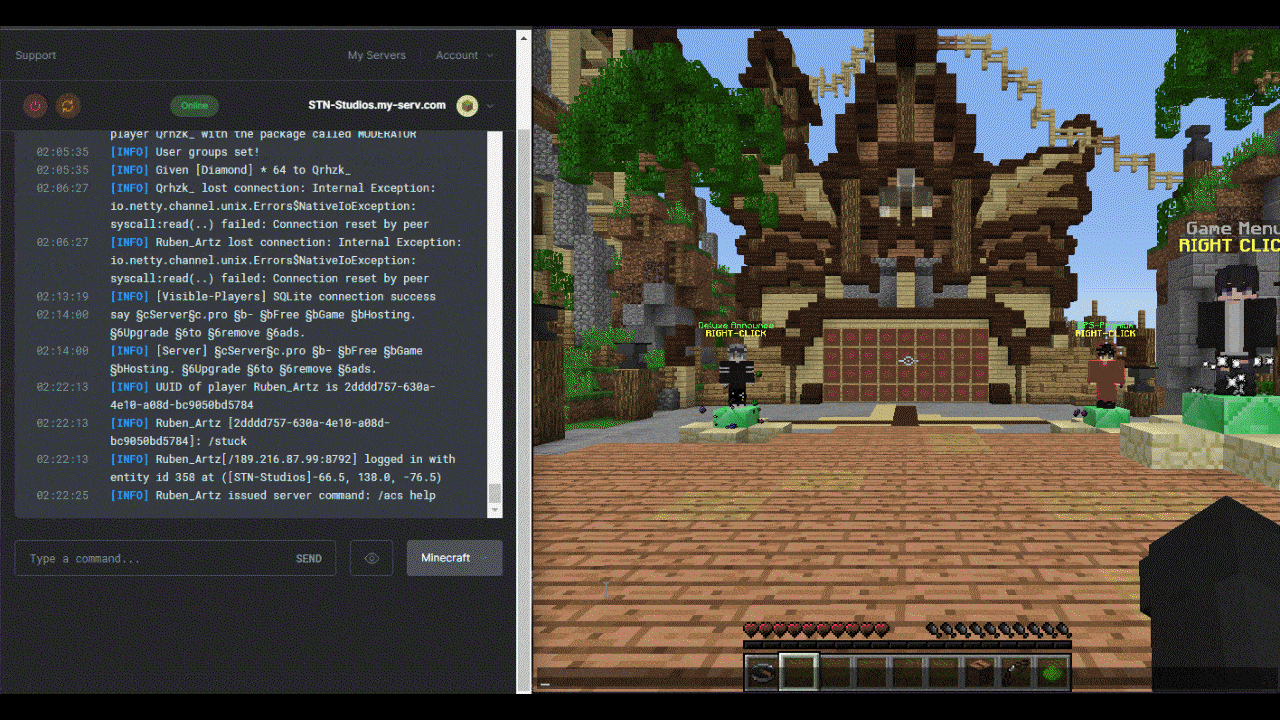 Support
My Servers
Account
Online
STN-Studios.my-serv.com
player Qrhzk_ with the package called MODERATOR
02:05:35 [INFO] User groups set!
02:05:35 [INFO] Given [Diamond] * 64 to Qrhzk_
02:06:27 [INFO] Qrhzk_ lost connection: Internal Exception:
io.netty.channel.unix.Errors$NativeIoException:
syscall:read(..) failed: Connection reset by peer
02:06:27 [INFO] Ruben_Artz lost connection: Internal Exception:
io.netty.channel.unix.Errors$NativeIoException:
syscall:read(..) failed: Connection reset by peer
02:13:19 [INFO] [Visible-Players] SQLite connection success
02:14:00 say §cServer§c.pro §b- §bFree §bGame §bHosting.
§6Upgrade §6to §6remove §6ads.
02:14:00 [INFO] [Server] §cServer§c.pro §b- §bFree §bGame
§bHosting. §6Upgrade §6to §6remove §6ads.
02:22:13 [INFO] UUID of player Ruben_Artz is 2dddd757-630a-
4e10-a08d-bc9050bd5784
02:22:13 [INFO] Ruben_Artz [2dddd757-630a-4e10-a08d-
bc9050bd5784]: /stuck
02:22:13 [INFO] Ruben_Artz[/189.216.87.99:8792] logged in with
entity id 358 at ([STN-Studios]-66.5, 138.0, -76.5)
02:22:25 [INFO] Ruben_Artz issued server command: /acs help
Type a command...
SEND
Minecraft
Game Menu
RIGHT CLIC
Deluxe Announce
RIGHT-CLICK
RIGHT-CLICK